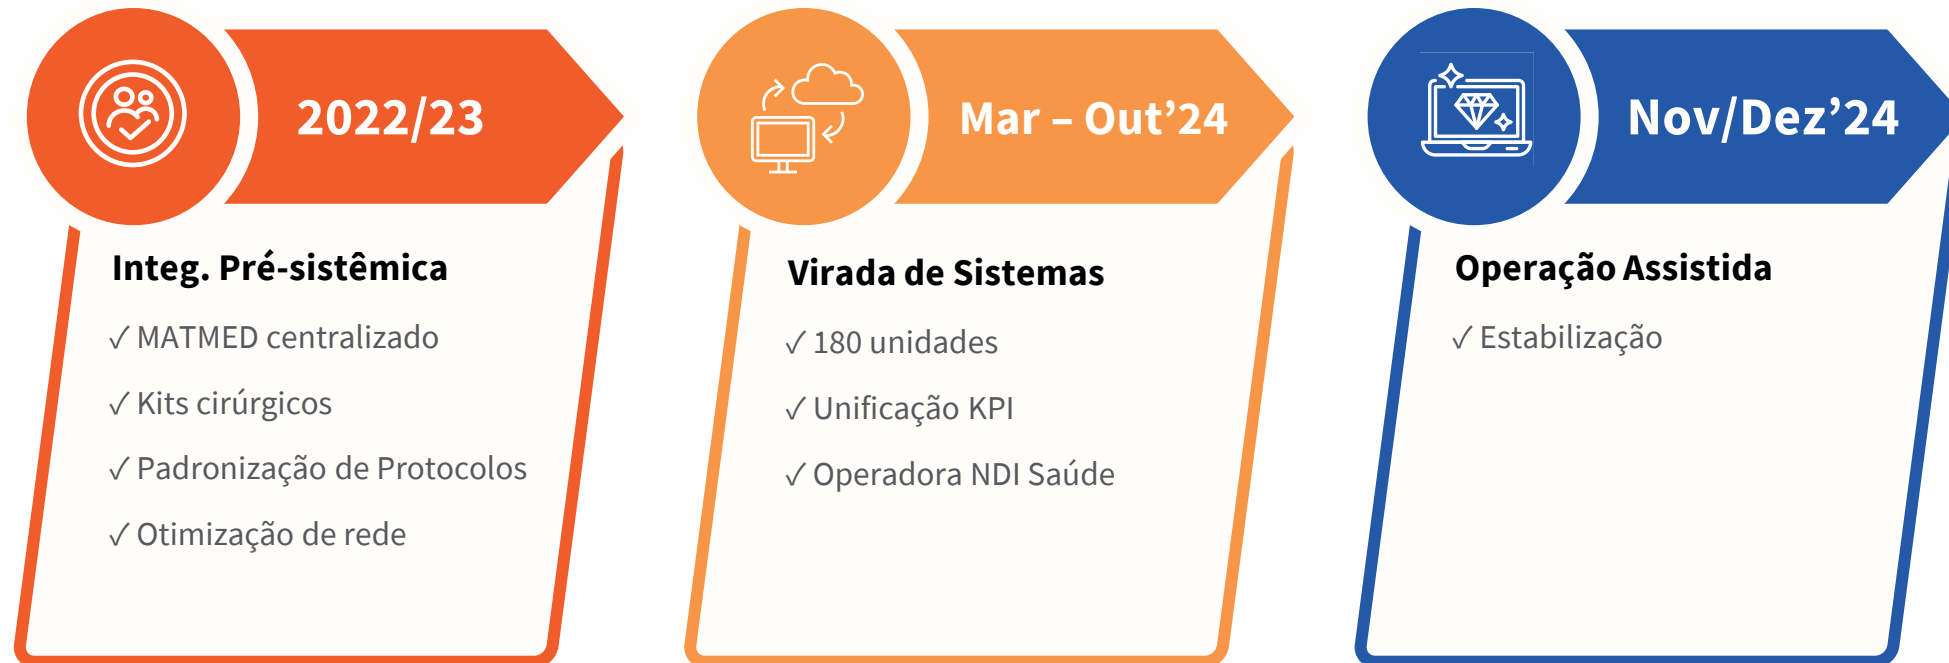 2022/23
Integ. Pré-sistêmica
✓ MATMED centralizado
✓ Kits cirúrgicos
✓ Padronização de Protocolos
✓ Otimização de rede
Mar – Out’24
Virada de Sistemas
✓ 180 unidades
✓ Unificação KPI
✓ Operadora NDI Saúde
Nov/Dez’24
Operação Assistida
✓ Estabilização